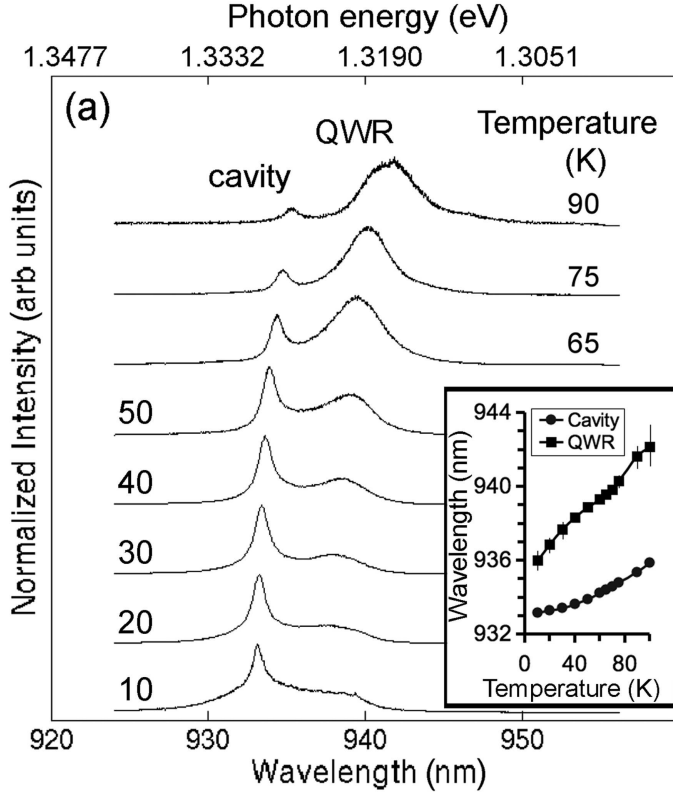 Photon energy (eV)
1.3477 1.3332 1.3190 1.3051
(a)
QWR
Temperature
(K)
cavity
90
75
65
50
40
30
20
10
Normalized Intensity (arb units)
920 930 940 950
Wavelength (nm)
Cavity
QWR
Wavelength (nm)
944
940
936
932
0 40 80
Temperature (K)